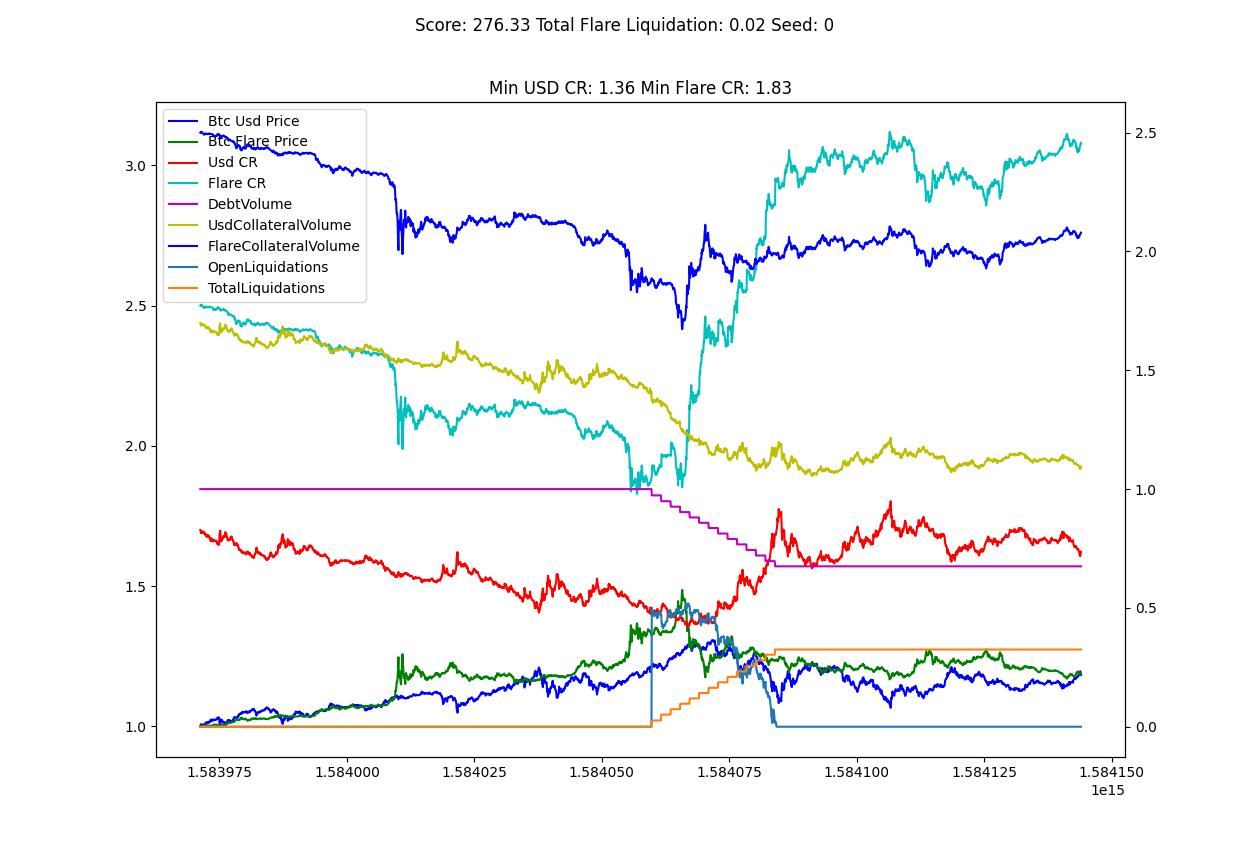 Score: 276.33 Total Flare Liquidation: 0.02 Seed: 0
Min USD CR: 1.36 Min Flare CR: 1.83
Btc Usd Price
Btc Flare Price
Usd CR
Flare CR
DebtVolume
UsdCollateralVolume
FlareCollateralVolume
OpenLiquidations
TotalLiquidations
3.0
2.5
2.0
1.5
1.0
2.5
2.0
1.5
1.0
0.5
0.0
1.583975 1.584000 1.584025 1.584050 1.584075 1.584100 1.584125 1.584150
1e15